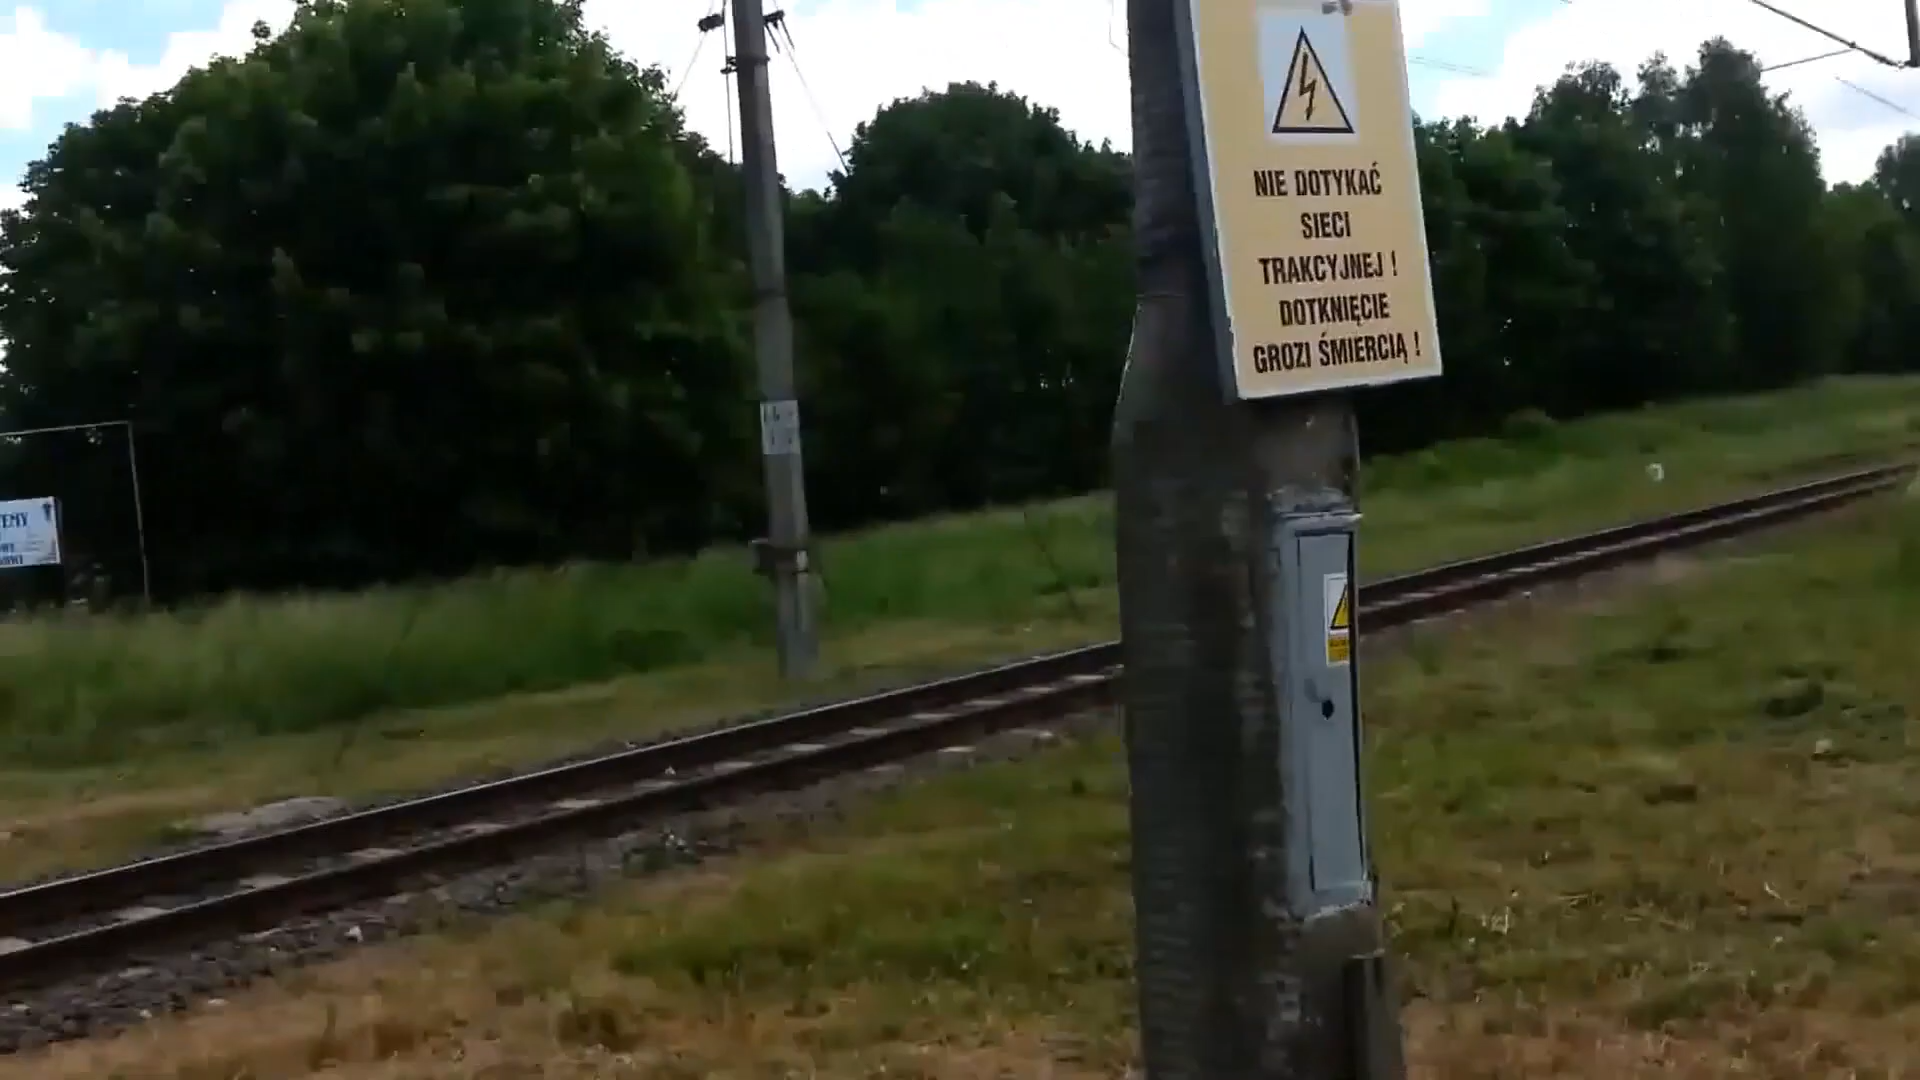 NIE DOTYKAĆ
SIECI
TRAKCYJNEJ !
DOTKNIĘCIE
GROZI ŚMIERCIĄ !